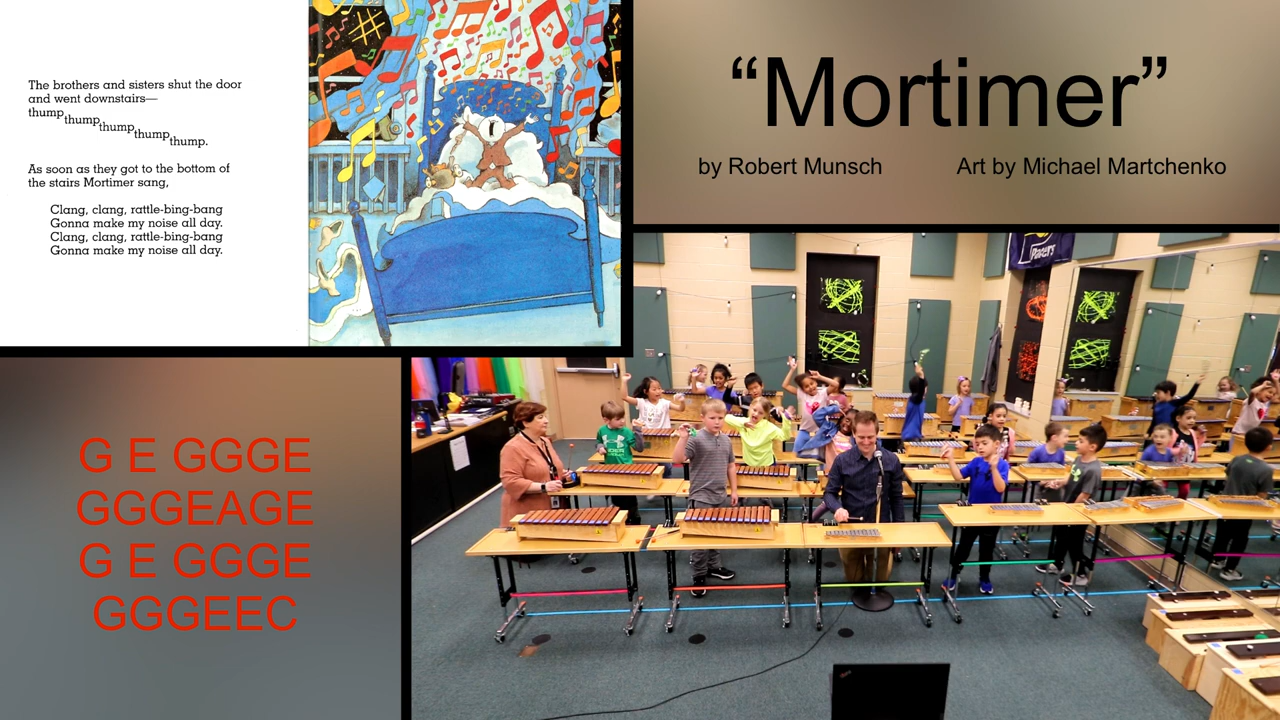 The brothers and sisters shut the door
and went downstairs—
thump thump thump thump thump.
As soon as they got to the bottom of
the stairs Mortimer sang,
Clang, clang, rattle-bing-bang
Gonna make my noise all day.
Clang, clang, rattle-bing-bang
Gonna make my noise all day.
“Mortimer”
by Robert Munsch Art by Michael Martchenko
Pacers
G E GGGE
GGGEAGE
G E GGGE
GGGEEC